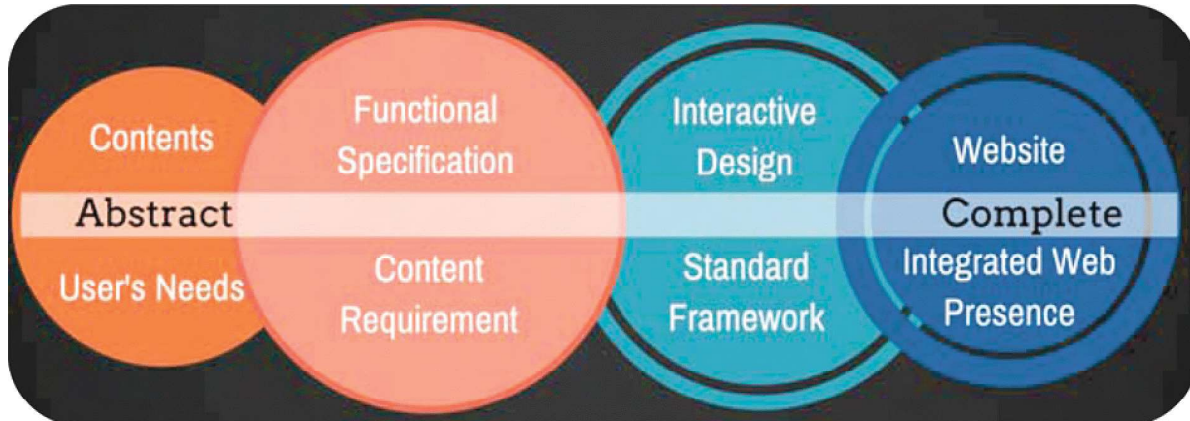 Contents
Abstract
User's Needs
Functional
Specification
Content
Requirement
Interactive
Design
Standard
Framework
Website
Complete
Integrated Web
Presence